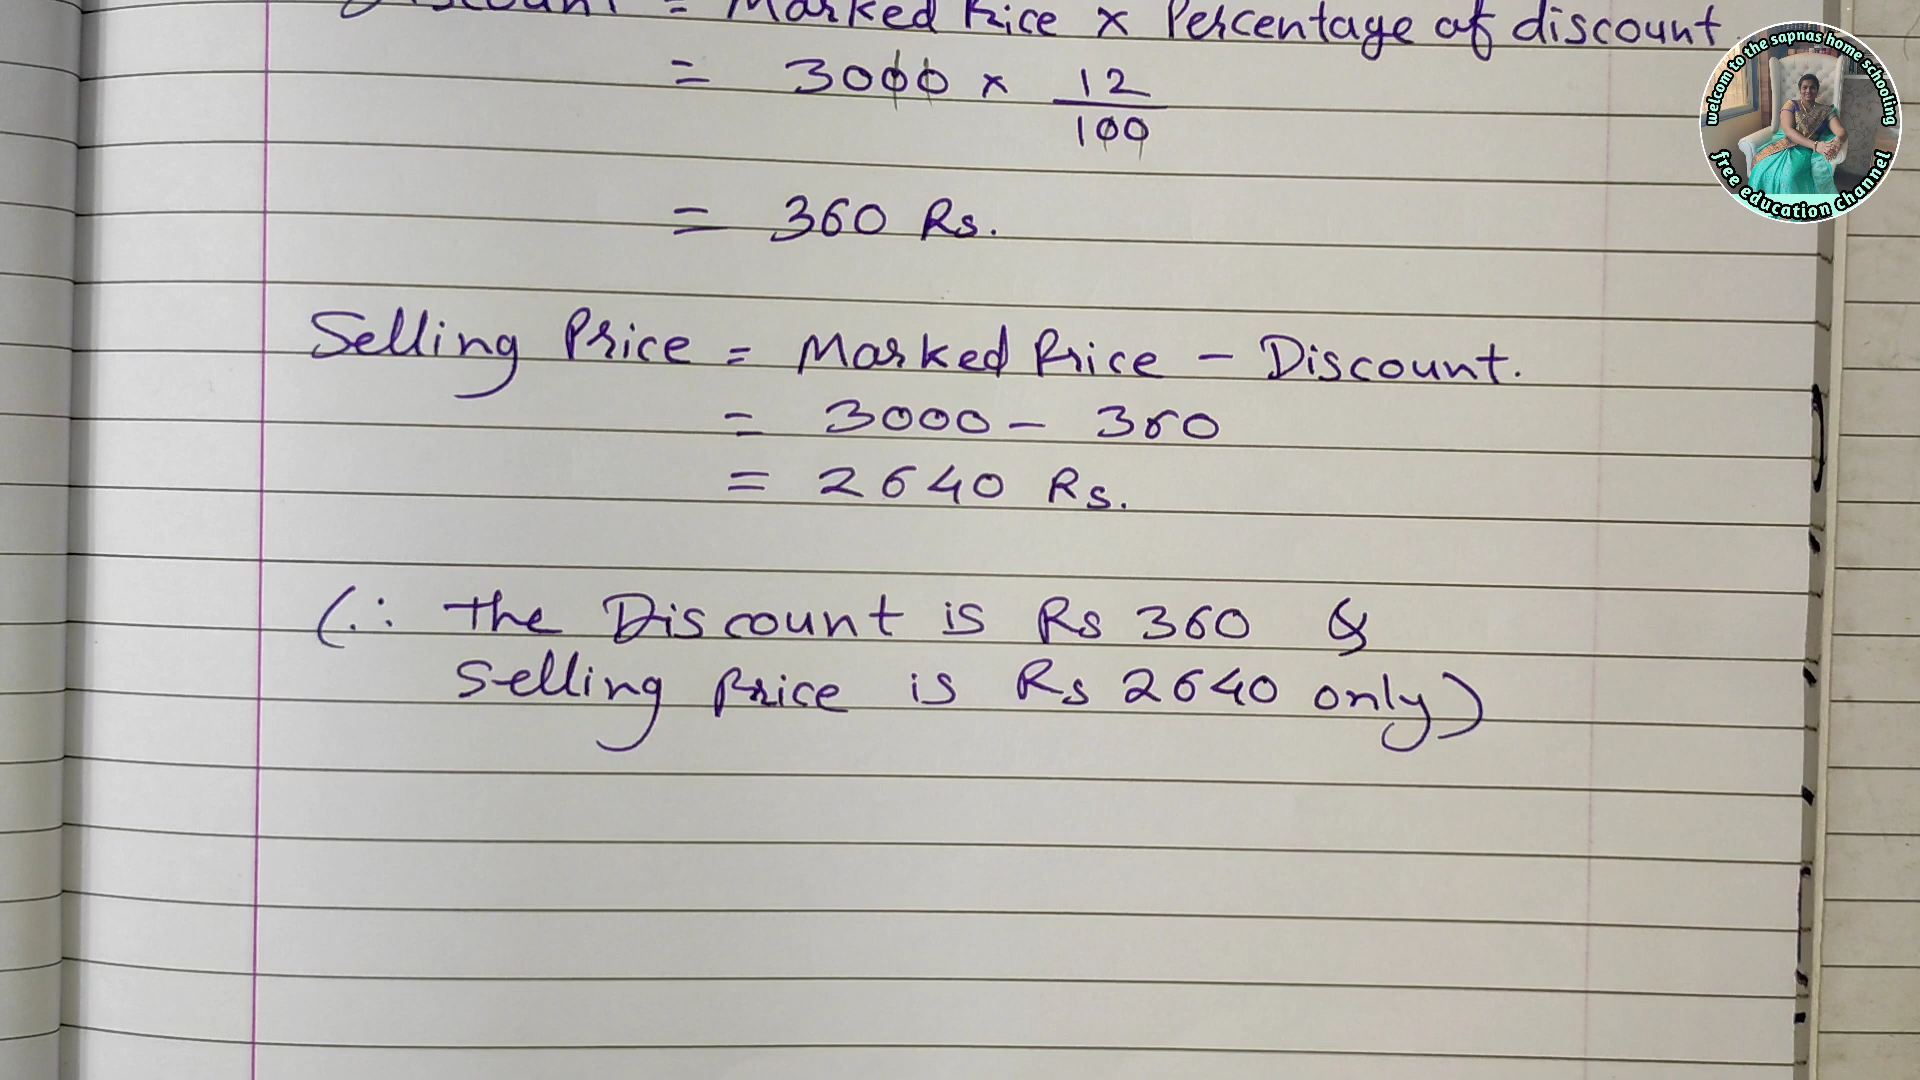 Discount = Marked Price × Percentage of discount
= 3000 × 12/100
= 360 Rs.
Selling Price = Marked Price - Discount.
= 3000 - 360
= 2640 Rs.
(∴ the Discount is Rs 360 &
Selling Price is Rs 2640 only)
welcom to the sapnas home schooling
free education channel